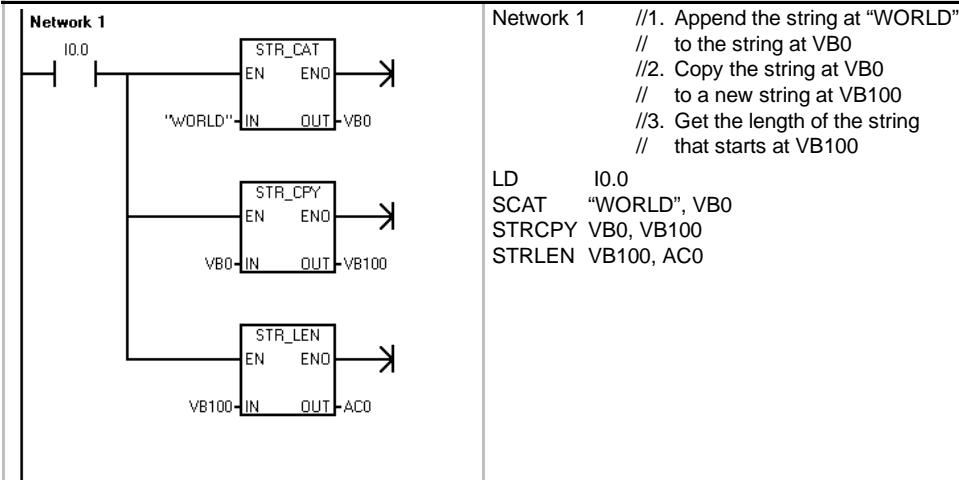 Network 1
I0.0
STR_CAT
EN ENO
"WORLD" IN OUT VB0
STR_CPY
EN ENO
VB0 IN OUT VB100
STR_LEN
EN ENO
VB100 IN OUT AC0
Network 1 //1. Append the string at “WORLD”
// to the string at VB0
//2. Copy the string at VB0
// to a new string at VB100
//3. Get the length of the string
// that starts at VB100
LD I0.0
SCAT “WORLD”, VB0
STRCPY VB0, VB100
STRLEN VB100, AC0